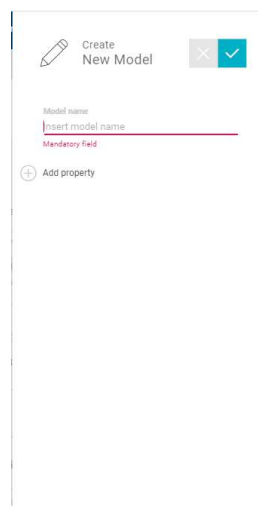 Create
New Model
Model name
Insert model name
Mandatory field
Add property